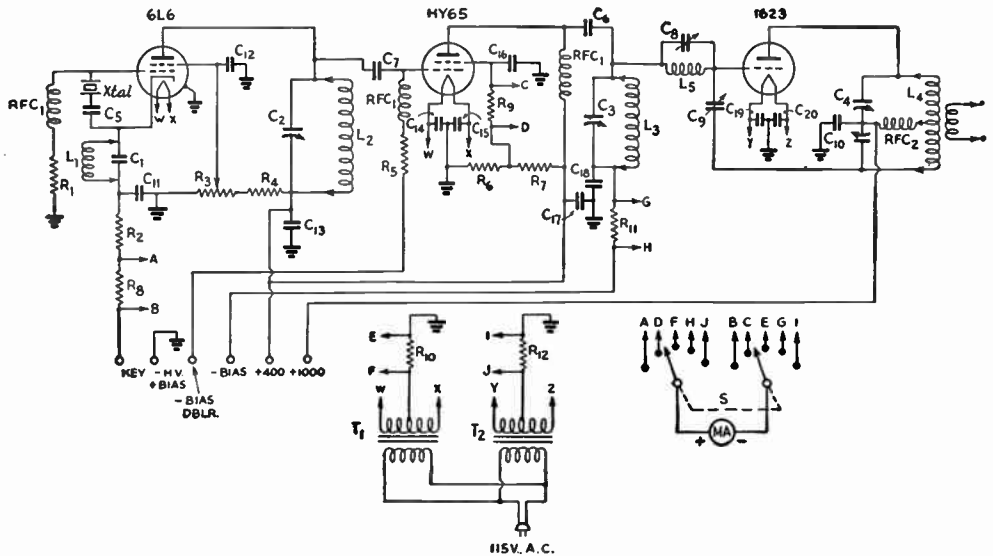 6L6 HY65 1623
C12 C7 C16 C6 C8
RFC1 Xtal C5 W X C2 L2 RFC1 R9 C D RFC1 C3 L3 L5 C9 C19 C20 C4 L4
C14 C15 W X Y Z C10 RFC2
L1 C1 R1 C11 R3 R4 R5 R6 R7 C18
R2 C13 C17 G R11
A H
R8
B
KEY -H.V. +BIAS -BIAS DBLR. -BIAS +400 +1000
E R10 F W X T1
I R12 J Y Z T2
115V. A.C.
A D F H J B C E G I
S
+ MA -